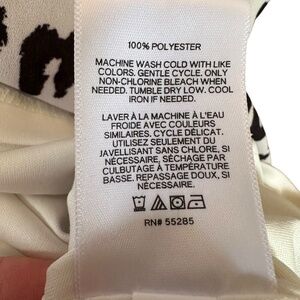 100% POLYESTER
MACHINE WASH COLD WITH LIKE
COLORS. GENTLE CYCLE. ONLY
NON-CHLORINE BLEACH WHEN
NEEDED. TUMBLE DRY LOW. COOL
IRON IF NEEDED.
LAVER À LA MACHINE À L'EAU
FROIDE AVEC COULEURS
SIMILAIRES. CYCLE DÉLICAT.
UTILISEZ SEULEMENT DU
JAVELLISANT SANS CHLORE, SI
NÉCESSAIRE, SÉCHAGE PAR
CULBUTAGE À TEMPÉRATURE
BASSE. REPASSAGE DOUX, SI
NÉCESSAIRE.
RN# 55285